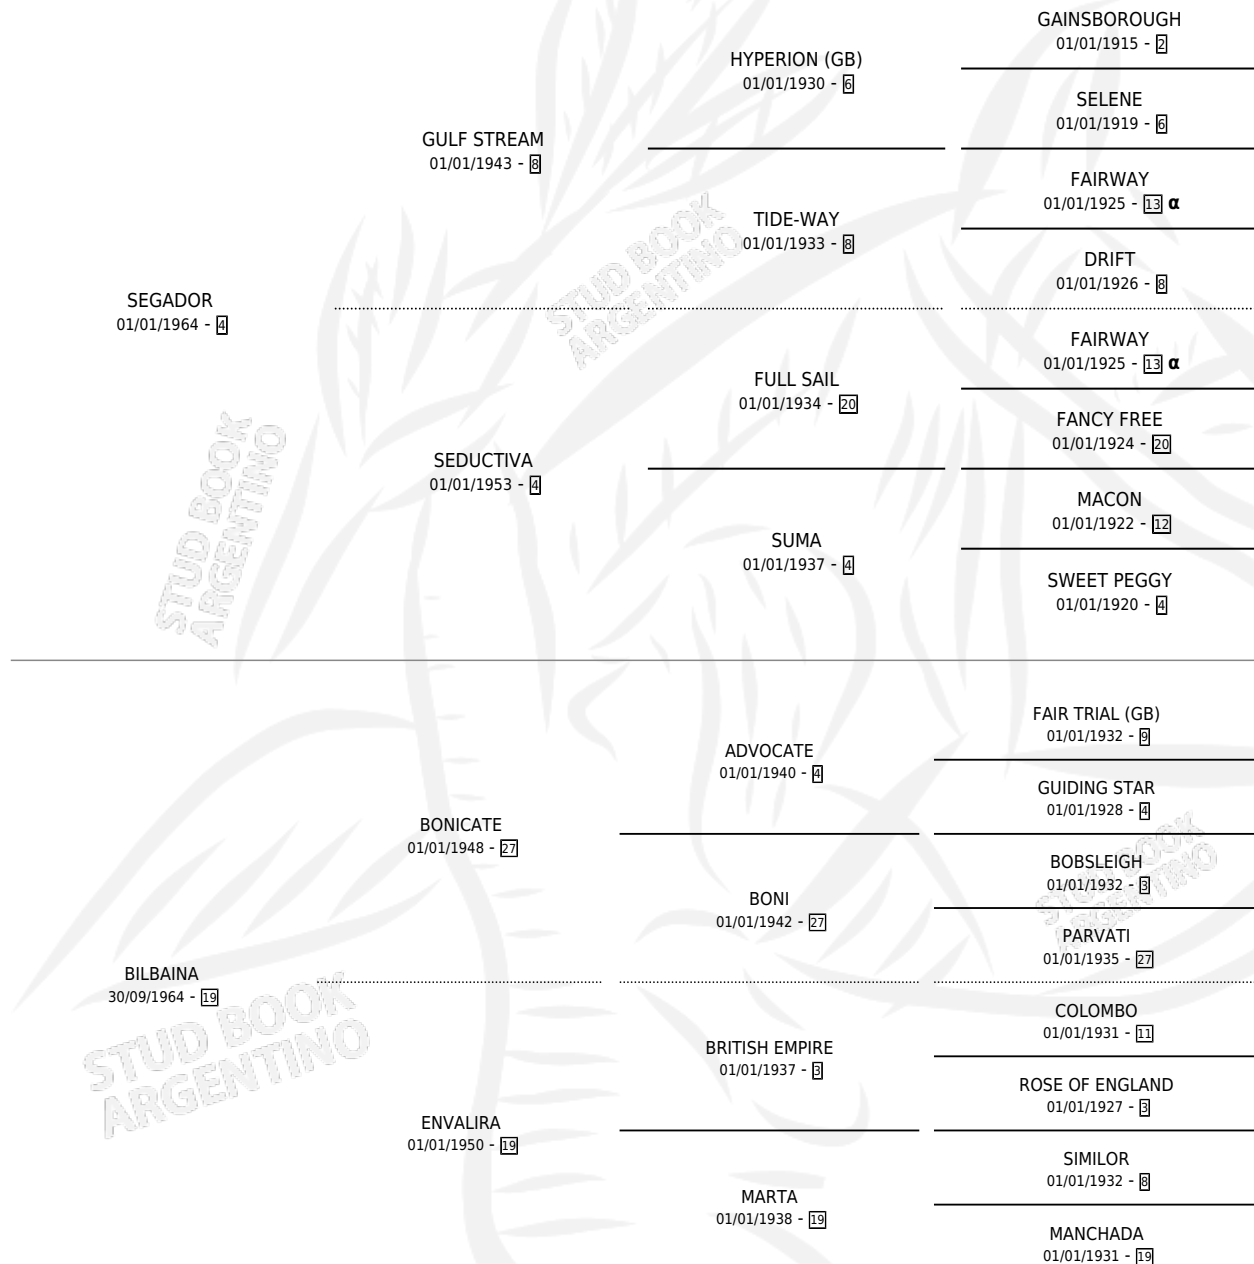 GAINSBOROUGH
01/01/1915 - 2
HYPERION (GB)
01/01/1930 - 6
SELENE
01/01/1919 - 6
GULF STREAM
01/01/1943 - 8
FAIRWAY
01/01/1925 - 13 α
TIDE-WAY
01/01/1933 - 8
DRIFT
01/01/1926 - 8
SEGADOR
01/01/1964 - 4
FAIRWAY
01/01/1925 - 13 α
FULL SAIL
01/01/1934 - 20
FANCY FREE
01/01/1924 - 20
SEDUCTIVA
01/01/1953 - 4
MACON
01/01/1922 - 12
SUMA
01/01/1937 - 4
SWEET PEGGY
01/01/1920 - 4
FAIR TRIAL (GB)
01/01/1932 - 9
ADVOCATE
01/01/1940 - 4
GUIDING STAR
01/01/1928 - 4
BONICATE
01/01/1948 - 27
BOBSLEIGH
01/01/1932 - 3
BONI
01/01/1942 - 27
PARVATI
01/01/1935 - 27
BILBAINA
30/09/1964 - 19
COLOMBO
01/01/1931 - 11
BRITISH EMPIRE
01/01/1937 - 3
ROSE OF ENGLAND
01/01/1927 - 3
ENVALIRA
01/01/1950 - 19
SIMILOR
01/01/1932 - 8
MARTA
01/01/1938 - 19
MANCHADA
01/01/1931 - 19
STUD BOOK
ARGENTINO
STUD BOOK
ARGENTINO
STUD BOOK
ARGENTINO
STUD BOOK
ARGENTINO